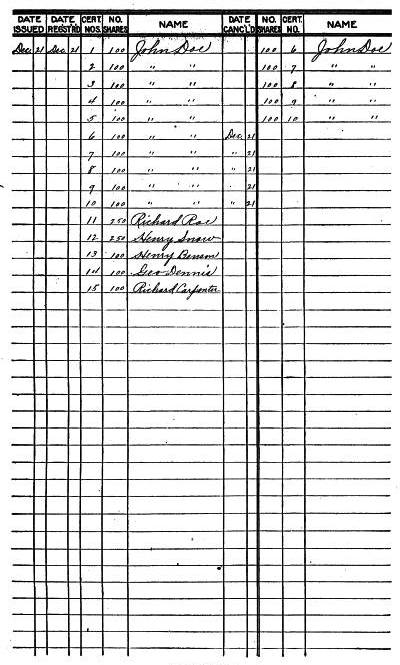 DATE ISSUED DATE REGST'RD CERT. NOS. NO. SHARES NAME DATE CANC'L'D NO. SHARES CERT. NO. NAME
Dec. 21 Dec. 21 1 100 John Doe 100 6 John Doe
2 100 " " 100 7 " "
3 100 " " 100 8 " "
4 100 " " 100 9 " "
5 100 " " 100 10 " "
6 100 " " Dec. 21
7 100 " " " 21
8 100 " " " 21
9 100 " " " 21
10 100 " " " 21
11 250 Richard Roe
12 250 Henry Snow
13 100 Henry Benson
14 100 Geo Dennis
15 100 Richard Carpenter